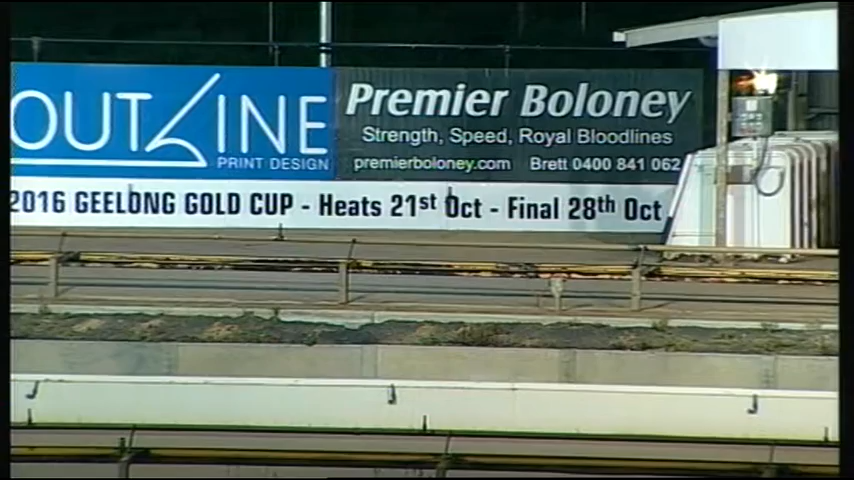 OUTLINE
PRINT DESIGN
Premier Boloney
Strength, Speed, Royal Bloodlines
premierboloney.com Brett 0400 841 062
2016 GEELONG GOLD CUP - HEATS 21ST OCT - FINAL 28TH OCT